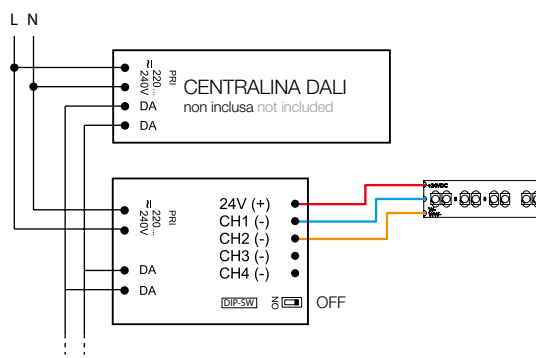 L N
≂ 220... 240V
PRI
CENTRALINA DALI
non inclusa not included
DA
DA
≂ 220... 240V
PRI
24V (+)
CH1 (-)
CH2 (-)
CH3 (-)
CH4 (-)
DA
DA
DIP-SW
ON
OFF
+24VDC